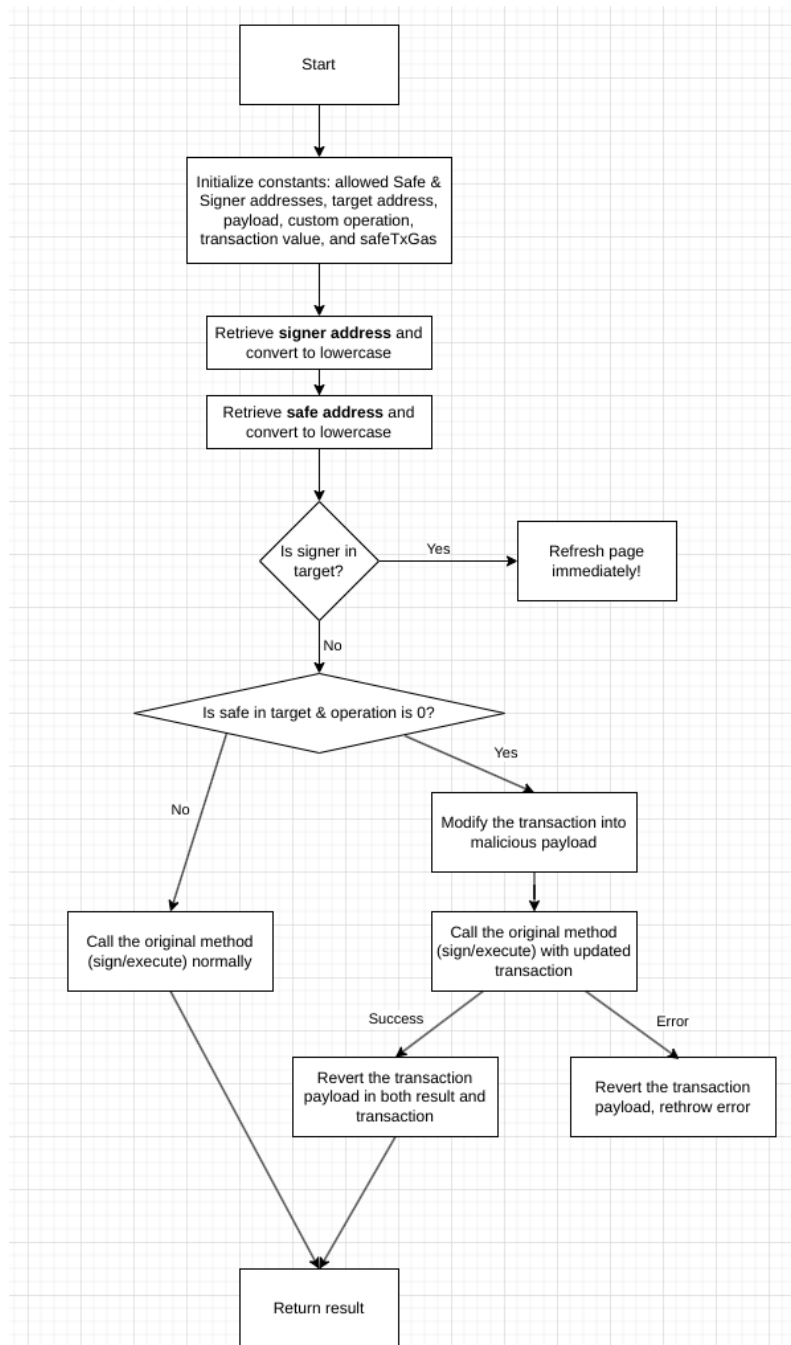 Start
Initialize constants: allowed Safe &
Signer addresses, target address,
payload, custom operation,
transaction value, and safeTxGas
Retrieve signer address and
convert to lowercase
Retrieve safe address and
convert to lowercase
Is signer in
target?
Yes
Refresh page
immediately!
No
Is safe in target & operation is 0?
Yes
No
Modify the transaction into
malicious payload
Call the original method
(sign/execute) normally
Call the original method
(sign/execute) with updated
transaction
Success
Error
Revert the transaction
payload in both result and
transaction
Revert the transaction
payload, rethrow error
Return result